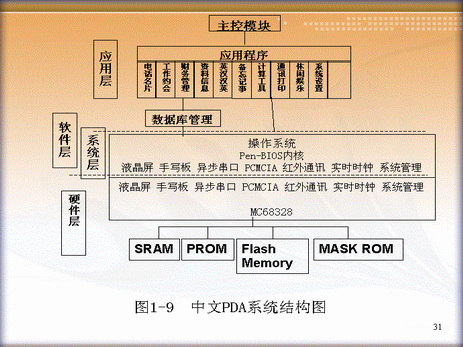 主控模块
应用层
应用程序
电话名片
工作约会
财务管理
资料信息
英汉汉英
备忘记事
计算工具
通讯打印
休闲娱乐
系统设置
数据库管理
软件层
系统层
操作系统
Pen-BIOS内核
液晶屏 手写板 异步串口 PCMCIA 红外通讯 实时时钟 系统管理
硬件层
液晶屏 手写板 异步串口 PCMCIA 红外通讯 实时时钟 系统管理
MC68328
SRAM
PROM
Flash
Memory
MASK ROM
图1-9 中文PDA系统结构图
31